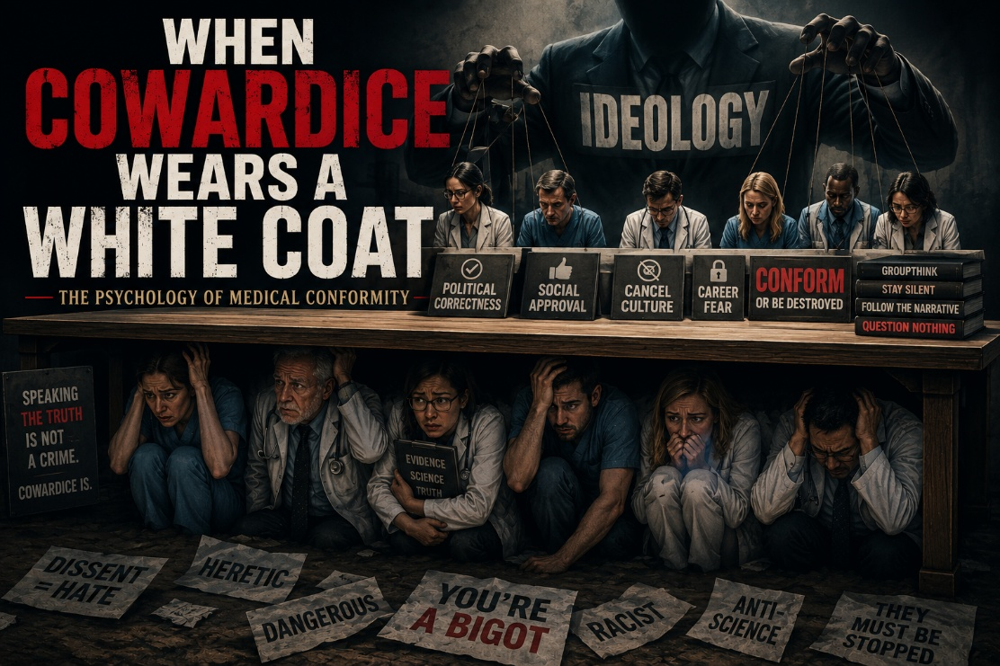 WHEN
COWARDICE
WEARS A
WHITE COAT
THE PSYCHOLOGY OF MEDICAL CONFORMITY
IDEOLOGY
POLITICAL
CORRECTNESS
SOCIAL
APPROVAL
CANCEL
CULTURE
CAREER
FEAR
CONFORM
OR BE DESTROYED
GROUPTHINK
STAY SILENT
FOLLOW THE NARRATIVE
QUESTION NOTHING
SPEAKING
THE TRUTH
IS NOT
A CRIME.
COWARDICE IS.
EVIDENCE
SCIENCE
TRUTH
DISSENT
= HATE
HERETIC
DANGEROUS
YOU'RE
A BIGOT
RACIST
ANTI-
SCIENCE
THEY
MUST BE
STOPPED